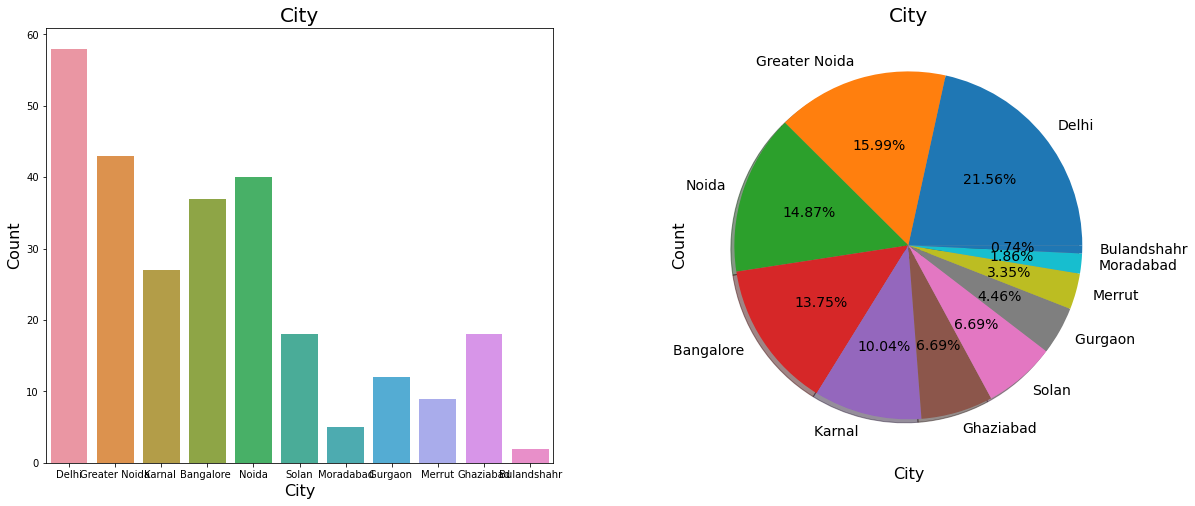 City
60
50
40
30
20
10
0
Count
Delhi
Greater Noida
Karnal
Bangalore
Noida
Solan
Moradabad
Gurgaon
Merrut
Ghaziabad
Bulandshahr
City
City
Count
Delhi
21.56%
Greater Noida
15.99%
Noida
14.87%
Bangalore
13.75%
Karnal
10.04%
Ghaziabad
6.69%
Solan
6.69%
Gurgaon
4.46%
Merrut
3.35%
Moradabad
1.86%
Bulandshahr
0.74%
City